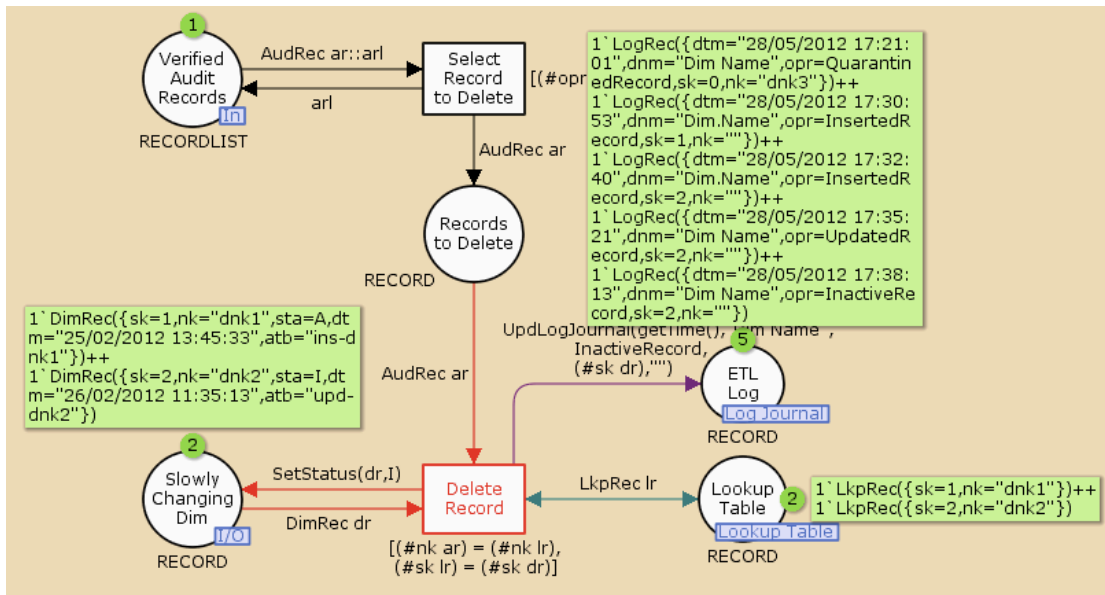 1
Verified
Audit
Records
In
RECORDLIST
AudRec ar::arl
arl
Select
Record
to Delete
[(#opr
AudRec ar
Records
to Delete
RECORD
1`LogRec({dtm="28/05/2012 17:21:
01",dnm="Dim Name",opr=Quarantin
edRecord,sk=0,nk="dnk3"})++
1`LogRec({dtm="28/05/2012 17:30:
53",dnm="Dim.Name",opr=InsertedR
ecord,sk=1,nk=""})++
1`LogRec({dtm="28/05/2012 17:32:
40",dnm="Dim.Name",opr=InsertedR
ecord,sk=2,nk=""})++
1`LogRec({dtm="28/05/2012 17:35:
21",dnm="Dim Name",opr=UpdatedR
ecord,sk=2,nk=""})++
1`LogRec({dtm="28/05/2012 17:38:
13",dnm="Dim Name",opr=InactiveRe
cord,sk=2,nk=""})
UpdLogJournal(getTime(), "Dim Name",
InactiveRecord,
(#sk dr),"")
5
ETL
Log
Log Journal
RECORD
1`DimRec({sk=1,nk="dnk1",sta=A,dt
m="25/02/2012 13:45:33",atb="ins-d
nk1"})++
1`DimRec({sk=2,nk="dnk2",sta=I,dt
m="26/02/2012 11:35:13",atb="upd-
dnk2"})
AudRec ar
2
Slowly
Changing
Dim
I/O
RECORD
SetStatus(dr,I)
DimRec dr
Delete
Record
[(#nk ar) = (#nk lr),
(#sk lr) = (#sk dr)]
LkpRec lr
Lookup
Table
2
Lookup Table
RECORD
1`LkpRec({sk=1,nk="dnk1"})++
1`LkpRec({sk=2,nk="dnk2"})